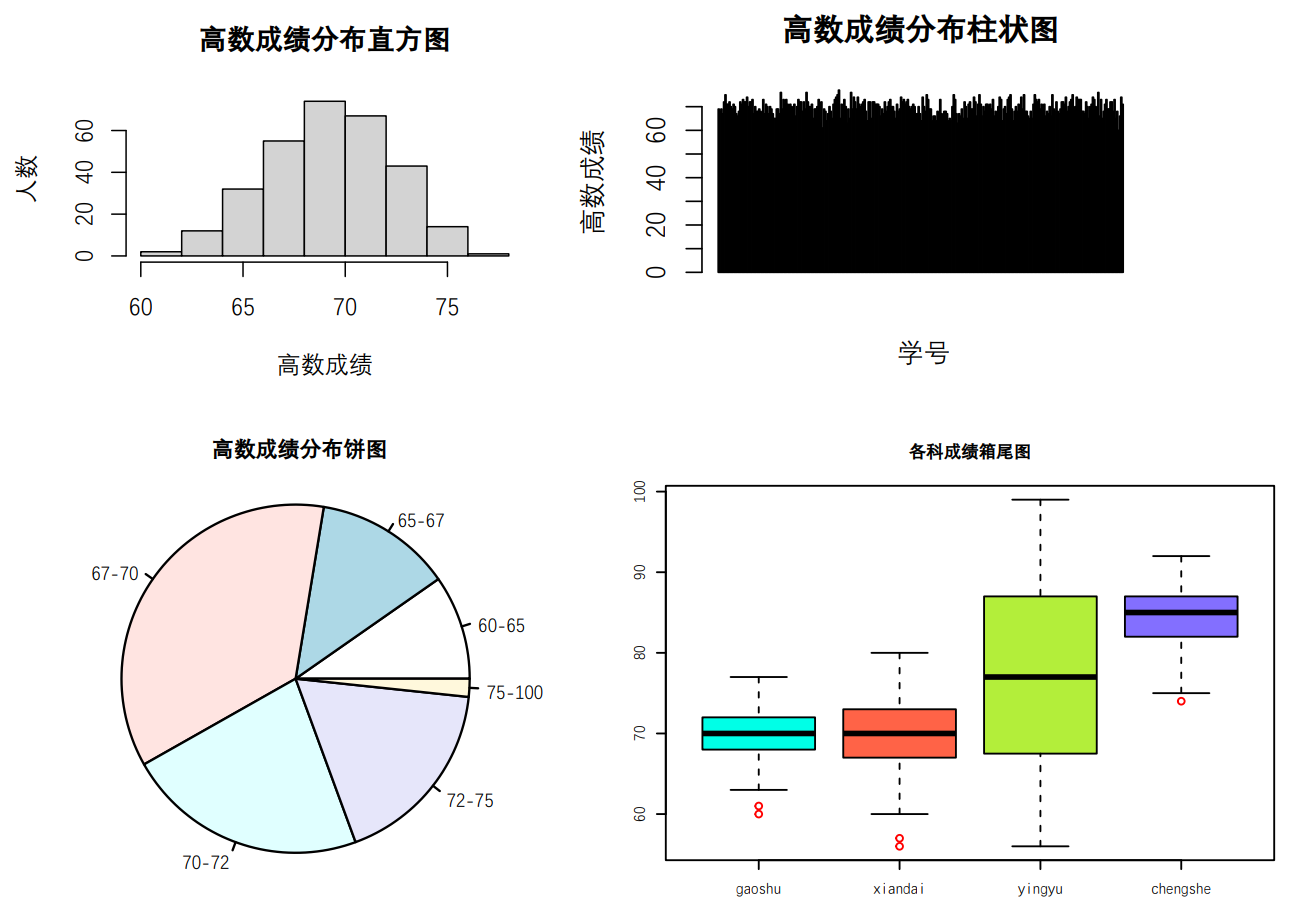 高数成绩分布直方图
人数
0 20 40 60
60 65 70 75
高数成绩
高数成绩分布柱状图
高数成绩
0 20 40 60
学号
高数成绩分布饼图
65-67
67-70
60-65
75-100
72-75
70-72
各科成绩箱尾图
60 70 80 90 100
gaoshu xiandai yingyu chengshe